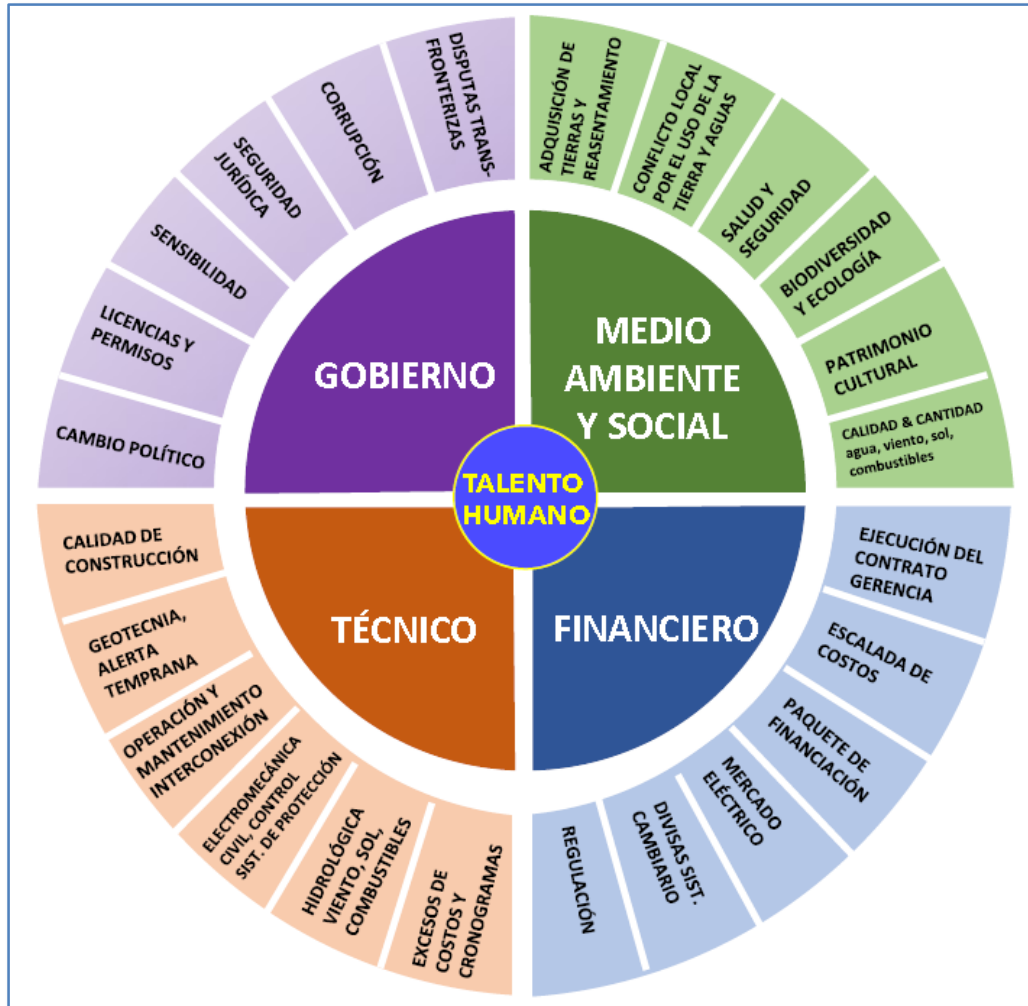 DISPUTAS TRANS-
FRONTERIZAS
CORRUPCIÓN
SEGURIDAD
JURÍDICA
SENSIBILIDAD
LICENCIAS Y
PERMISOS
CAMBIO POLÍTICO
ADQUISICIÓN DE
TIERRAS Y
REASENTAMIENTO
CONFLICTO LOCAL
POR EL USO DE LA
TIERRA Y AGUAS
SALUD Y
SEGURIDAD
BIODIVERSIDAD
Y ECOLOGÍA
PATRIMONIO
CULTURAL
CALIDAD & CANTIDAD
agua, viento, sol,
combustibles
GOBIERNO
MEDIO
AMBIENTE
Y SOCIAL
TALENTO
HUMANO
TÉCNICO
FINANCIERO
CALIDAD DE
CONSTRUCCIÓN
GEOTECNIA,
ALERTA
TEMPRANA
OPERACIÓN Y
MANTENIMIENTO
INTERCONEXIÓN
ELECTROMECÁNICA
CIVIL, CONTROL
SIST. DE PROTECCIÓN
HIDROLÓGICA
VIENTO, SOL,
COMBUSTIBLES
EXCESOS DE
COSTOS Y
CRONOGRAMAS
EJECUCIÓN DEL
CONTRATO
GERENCIA
ESCALADA DE
COSTOS
PAQUETE DE
FINANCIACIÓN
MERCADO
ELÉCTRICO
DIVISAS SIST.
CAMBIARIO
REGULACIÓN